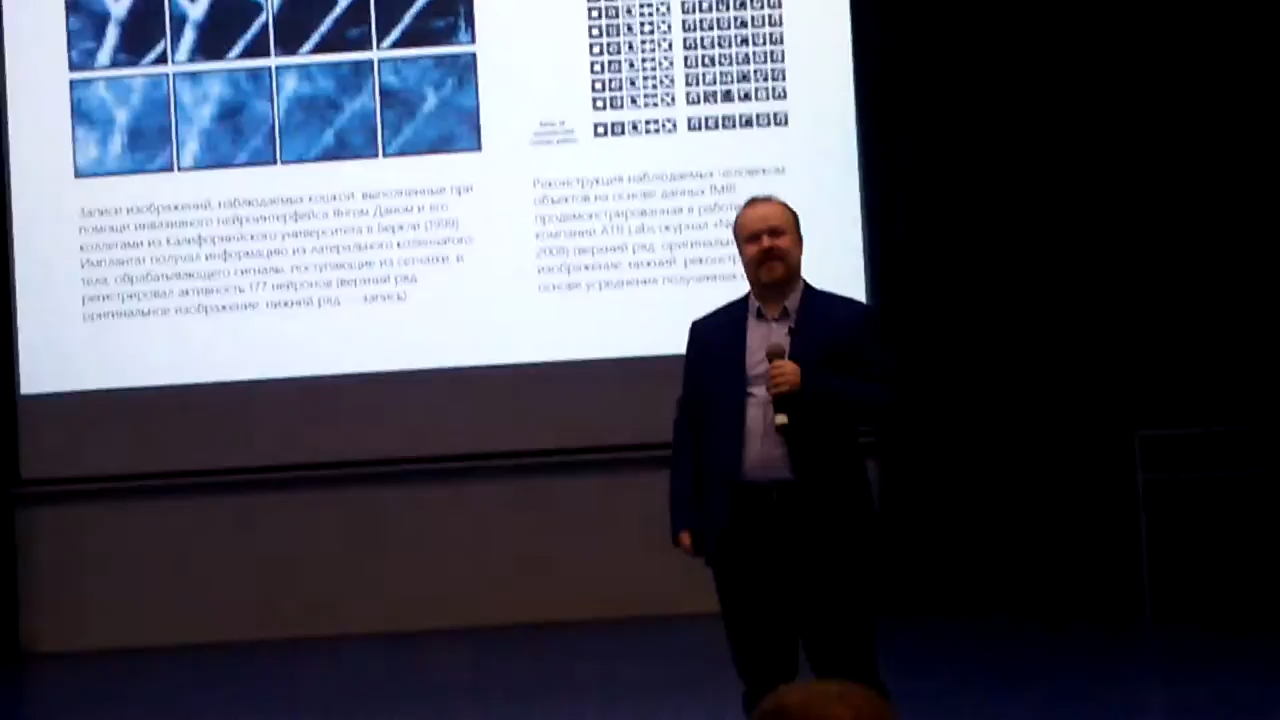 Записи изображений, наблюдаемых кошкой, выполненные при
помощи инвазивного нейроинтерфейса Янгом Даном и его
коллегами из Калифорнийского университета в Беркли (1999)
Имплантат получал информацию из латерального коленчатого
тела, обрабатывающего сигналы, поступающие из сетчатки, и
регистрировал активность 177 нейронов (верхний ряд
оригинальное изображение, нижний ряд — запись)
Реконструкция наблюдаемых человеком
объектов на основе данных fMRI
продемонстрированная в работе
компании ATR Labs (журнал «Ne
2008) (верхний ряд: оригинальн
изображение, нижний: реконстр
основе усреднения полученных